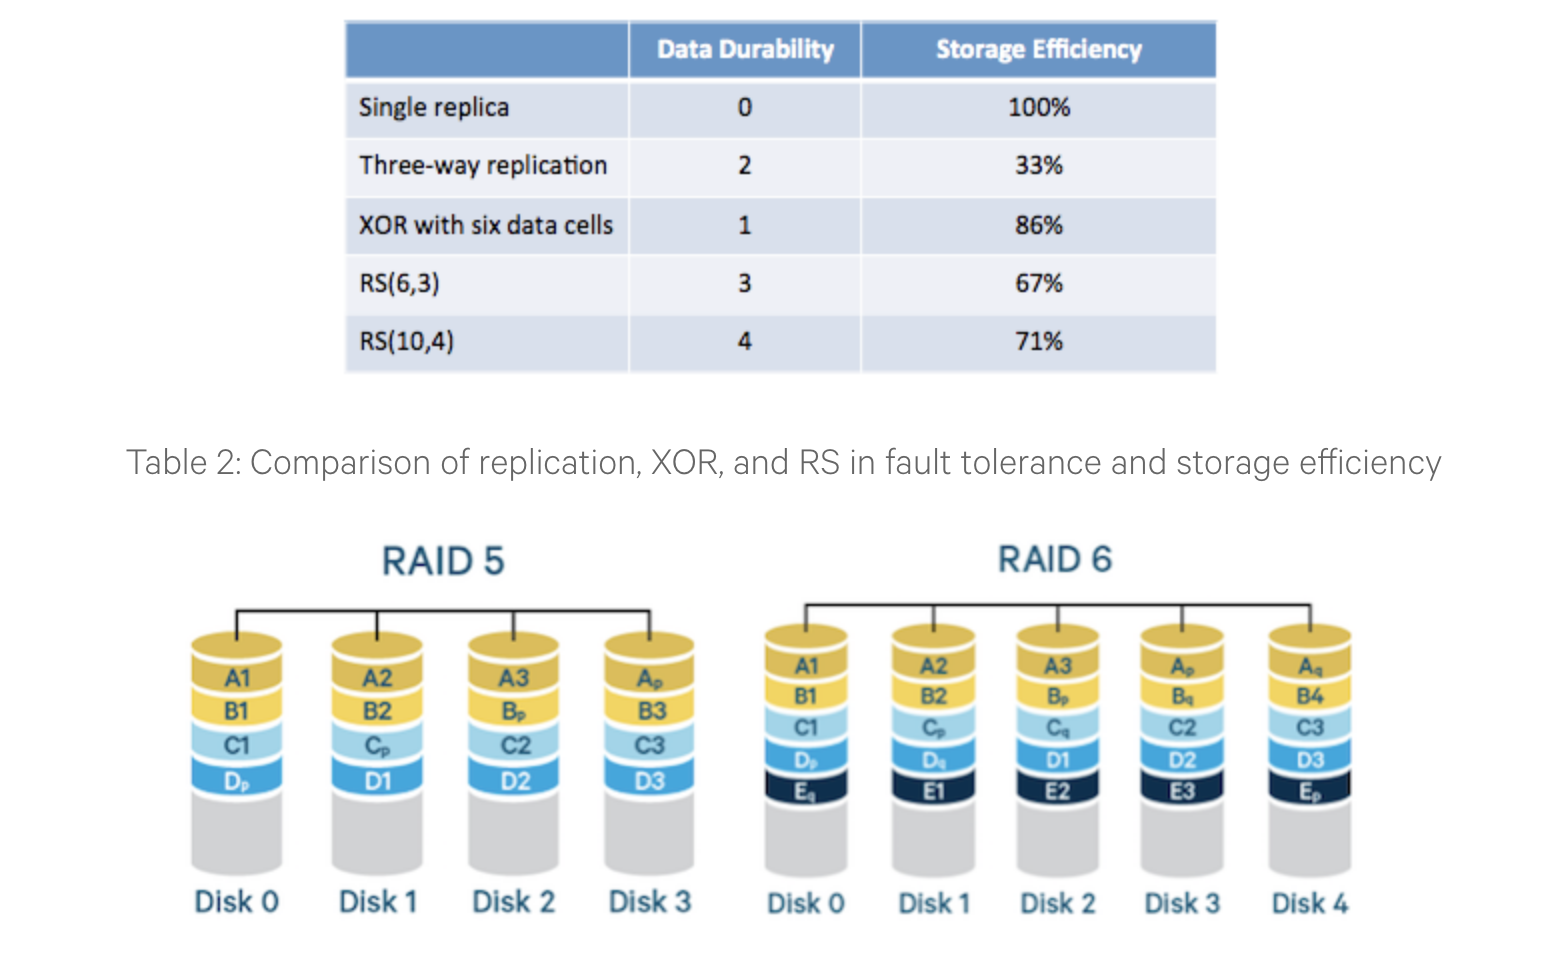 Data Durability Storage Efficiency
Single replica 0 100%
Three-way replication 2 33%
XOR with six data cells 1 86%
RS(6,3) 3 67%
RS(10,4) 4 71%
Table 2: Comparison of replication, XOR, and RS in fault tolerance and storage efficiency
RAID 5
A1 A2 A3 Ap
B1 B2 Bp B3
C1 Cp C2 C3
Dp D1 D2 D3
Disk 0 Disk 1 Disk 2 Disk 3
RAID 6
A1 A2 A3 Ap Aq
B1 B2 Bp Bq B4
C1 Cp Cq C2 C3
Dp Dq D1 D2 D3
Eq E1 E2 E3 Ep
Disk 0 Disk 1 Disk 2 Disk 3 Disk 4